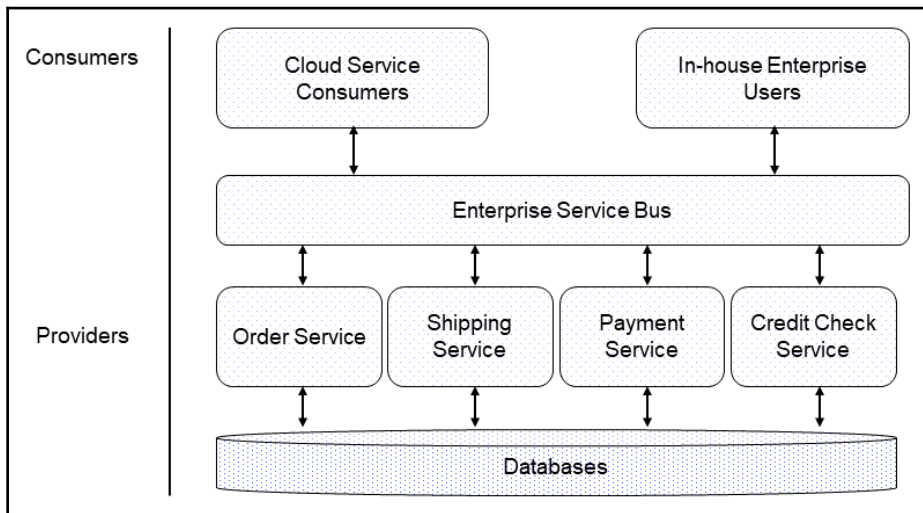 Consumers
Cloud Service
Consumers
In-house Enterprise
Users
Enterprise Service Bus
Providers
Order Service
Shipping
Service
Payment
Service
Credit Check
Service
Databases